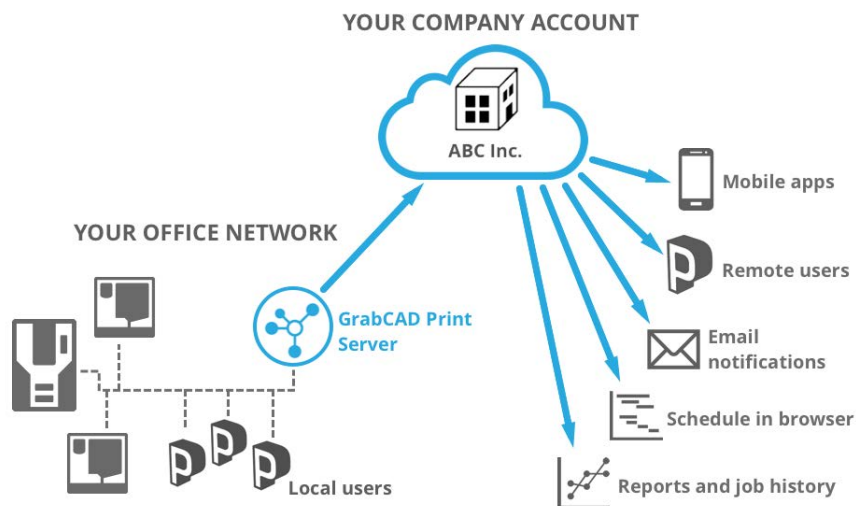 YOUR COMPANY ACCOUNT
ABC Inc.
Mobile apps
YOUR OFFICE NETWORK
Remote users
GrabCAD Print
Server
Email
notifications
Schedule in browser
Local users
Reports and job history